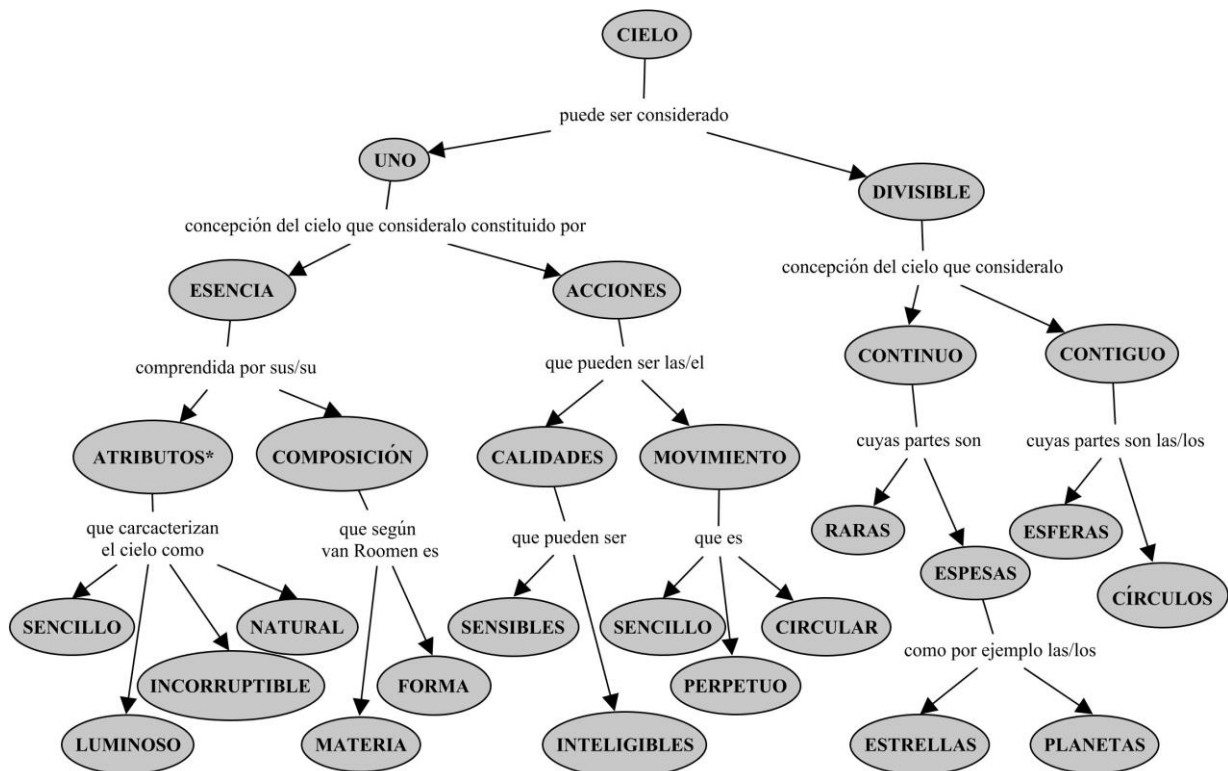 CIELO
puede ser considerado
UNO
DIVISIBLE
concepción del cielo que consideralo constituido por
concepción del cielo que consideralo
ESENCIA
ACCIONES
CONTINUO
CONTIGUO
comprendida por sus/su
que pueden ser las/el
ATRIBUTOS*
COMPOSICIÓN
CALIDADES
MOVIMIENTO
cuyas partes son
cuyas partes son las/los
que carcacterizan
el cielo como
que según
van Roomen es
que pueden ser
que es
RARAS
ESFERAS
ESPESAS
CÍRCULOS
SENCILLO
NATURAL
SENSIBLES
SENCILLO
CIRCULAR
INCORRUPTIBLE
FORMA
PERPETUO
como por ejemplo las/los
LUMINOSO
MATERIA
INTELIGIBLES
ESTRELLAS
PLANETAS